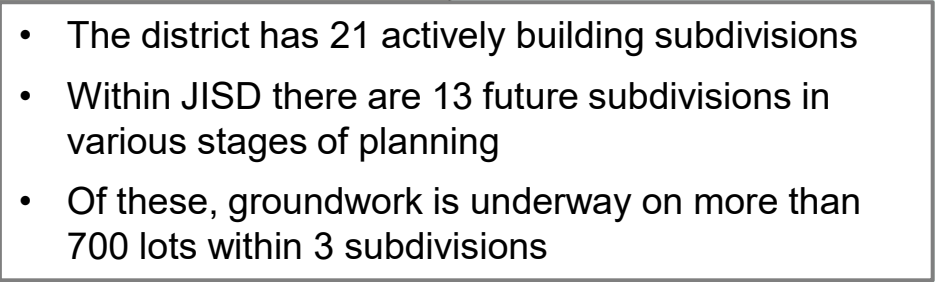 • The district has 21 actively building subdivisions
• Within JISD there are 13 future subdivisions in
various stages of planning
• Of these, groundwork is underway on more than
700 lots within 3 subdivisions